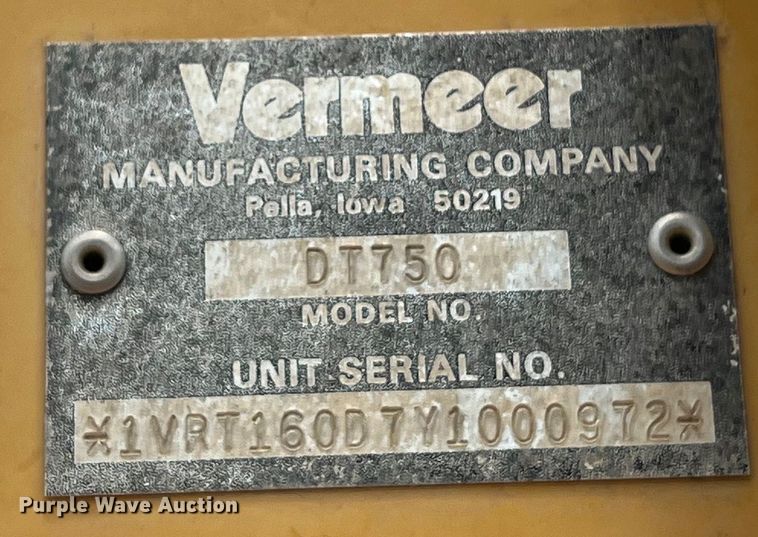 Vermeer
MANUFACTURING COMPANY
Pella, Iowa 50219
DT750
MODEL NO.
UNIT SERIAL NO.
*1VRT160D7Y1000972*
Purple Wave Auction